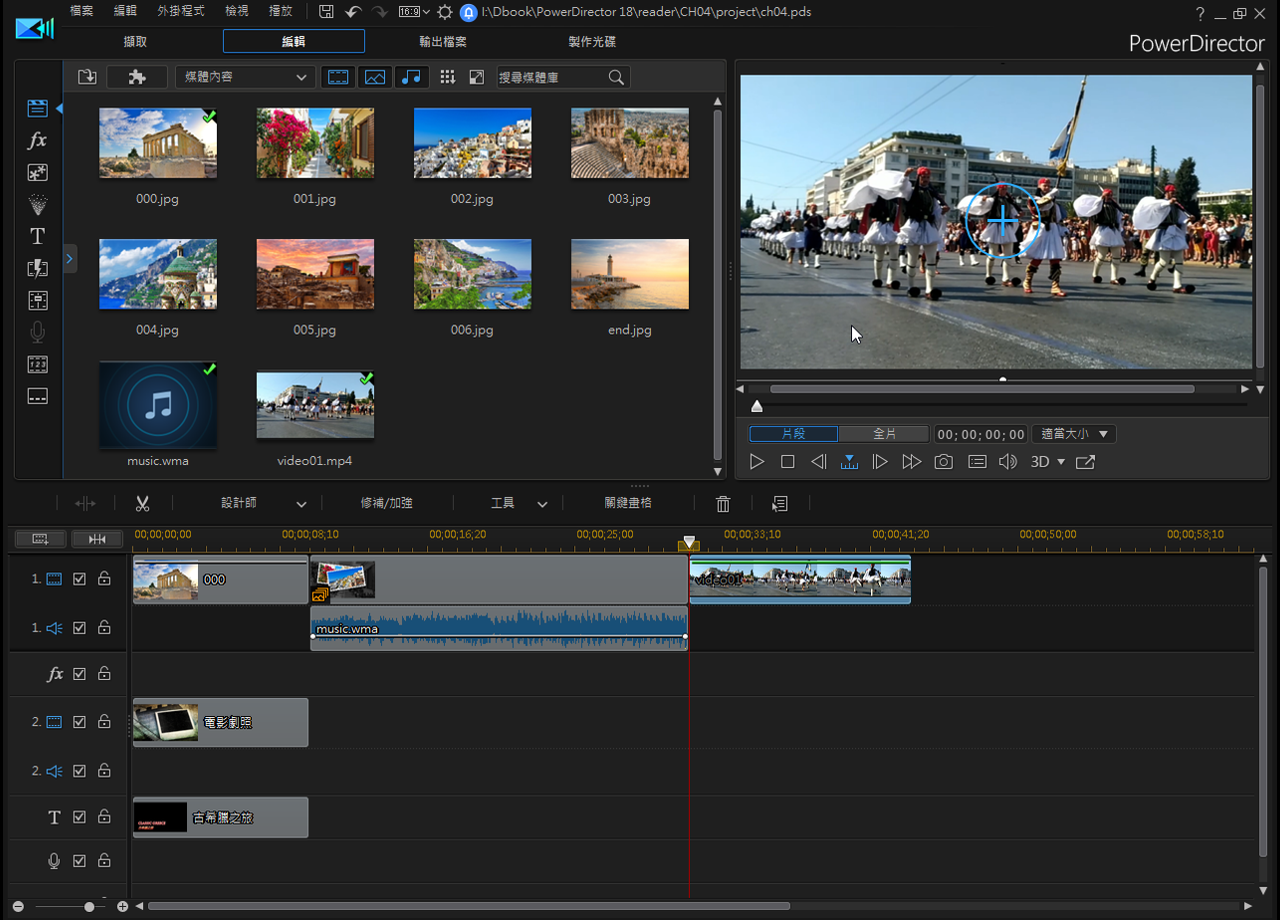 檔案 編輯 外掛程式 檢視 播放 16:9 I:\Dbook\PowerDirector 18\reader\CH04\project\ch04.pds ?
擷取 編輯 輸出檔案 製作光碟
PowerDirector
媒體內容 搜尋媒體庫
fx
T
123
000.jpg 001.jpg 002.jpg 003.jpg
004.jpg 005.jpg 006.jpg end.jpg
music.wma video01.mp4
片段 全片 00; 00; 00; 00 適當大小
3D
設計師 修補/加強 工具 關鍵畫格
00;00;00;00 00;00;08;10 00;00;16;20 00;00;25;00 00;00;33;10 00;00;41;20 00;00;50;00 00;00;58;10
1. 000 video01
1. music.wma
fx
2. 電影劇照
2.
T CLASSIC GREECE 古希臘之旅